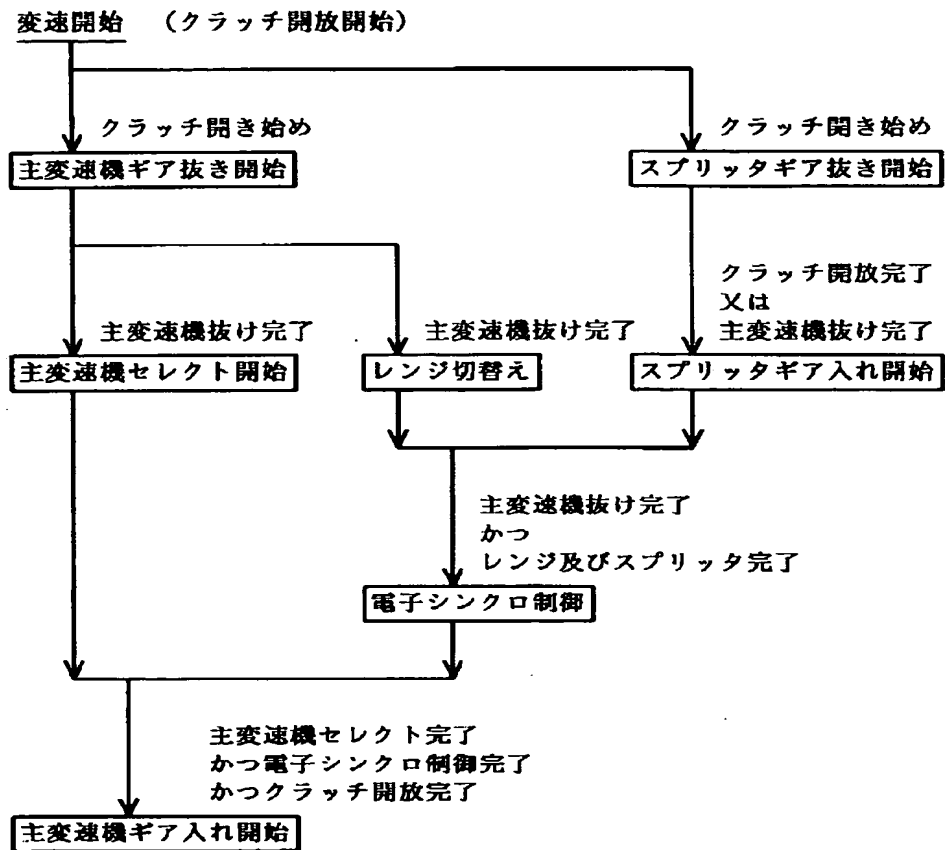 変速開始 （クラッチ開放開始）
クラッチ開き始め
クラッチ開き始め
主変速機ギア抜き開始
スプリッタギア抜き開始
クラッチ開放完了
又は
主変速機抜け完了
主変速機抜け完了
主変速機抜け完了
主変速機セレクト開始
レンジ切替え
スプリッタギア入れ開始
主変速機抜け完了
かつ
レンジ及びスプリッタ完了
電子シンクロ制御
主変速機セレクト完了
かつ電子シンクロ制御完了
かつクラッチ開放完了
主変速機ギア入れ開始